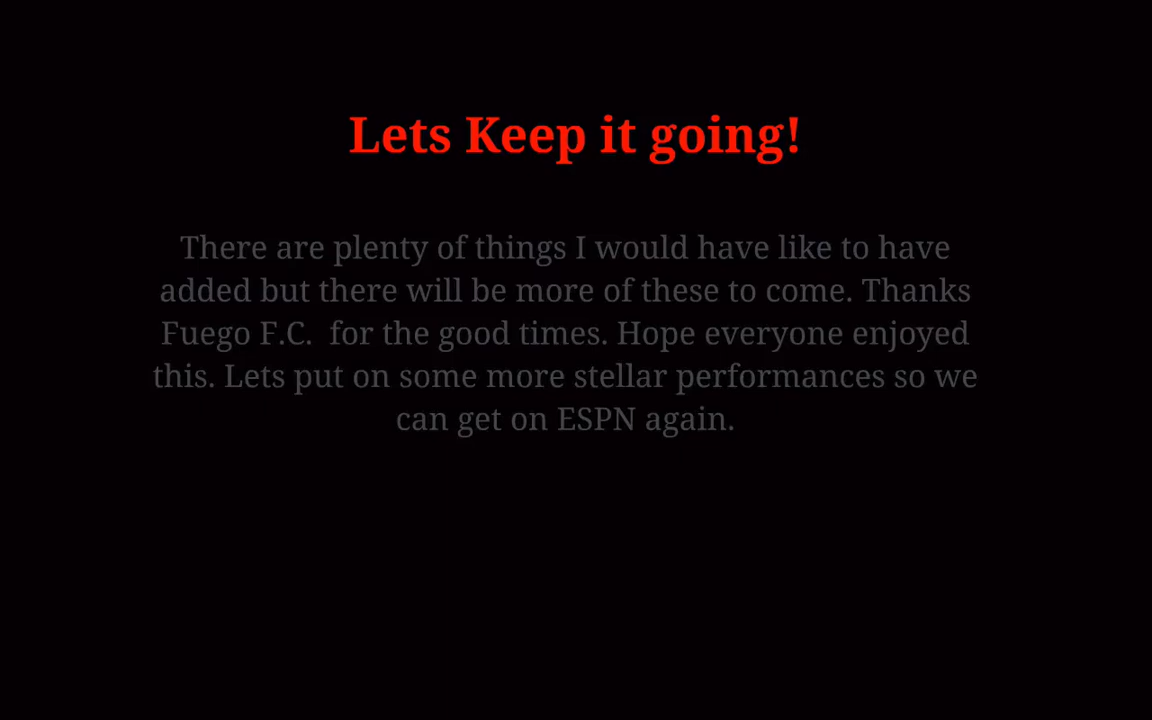 Lets Keep it going!
There are plenty of things I would have like to have
added but there will be more of these to come. Thanks
Fuego F.C.  for the good times. Hope everyone enjoyed
this. Lets put on some more stellar performances so we
can get on ESPN again.